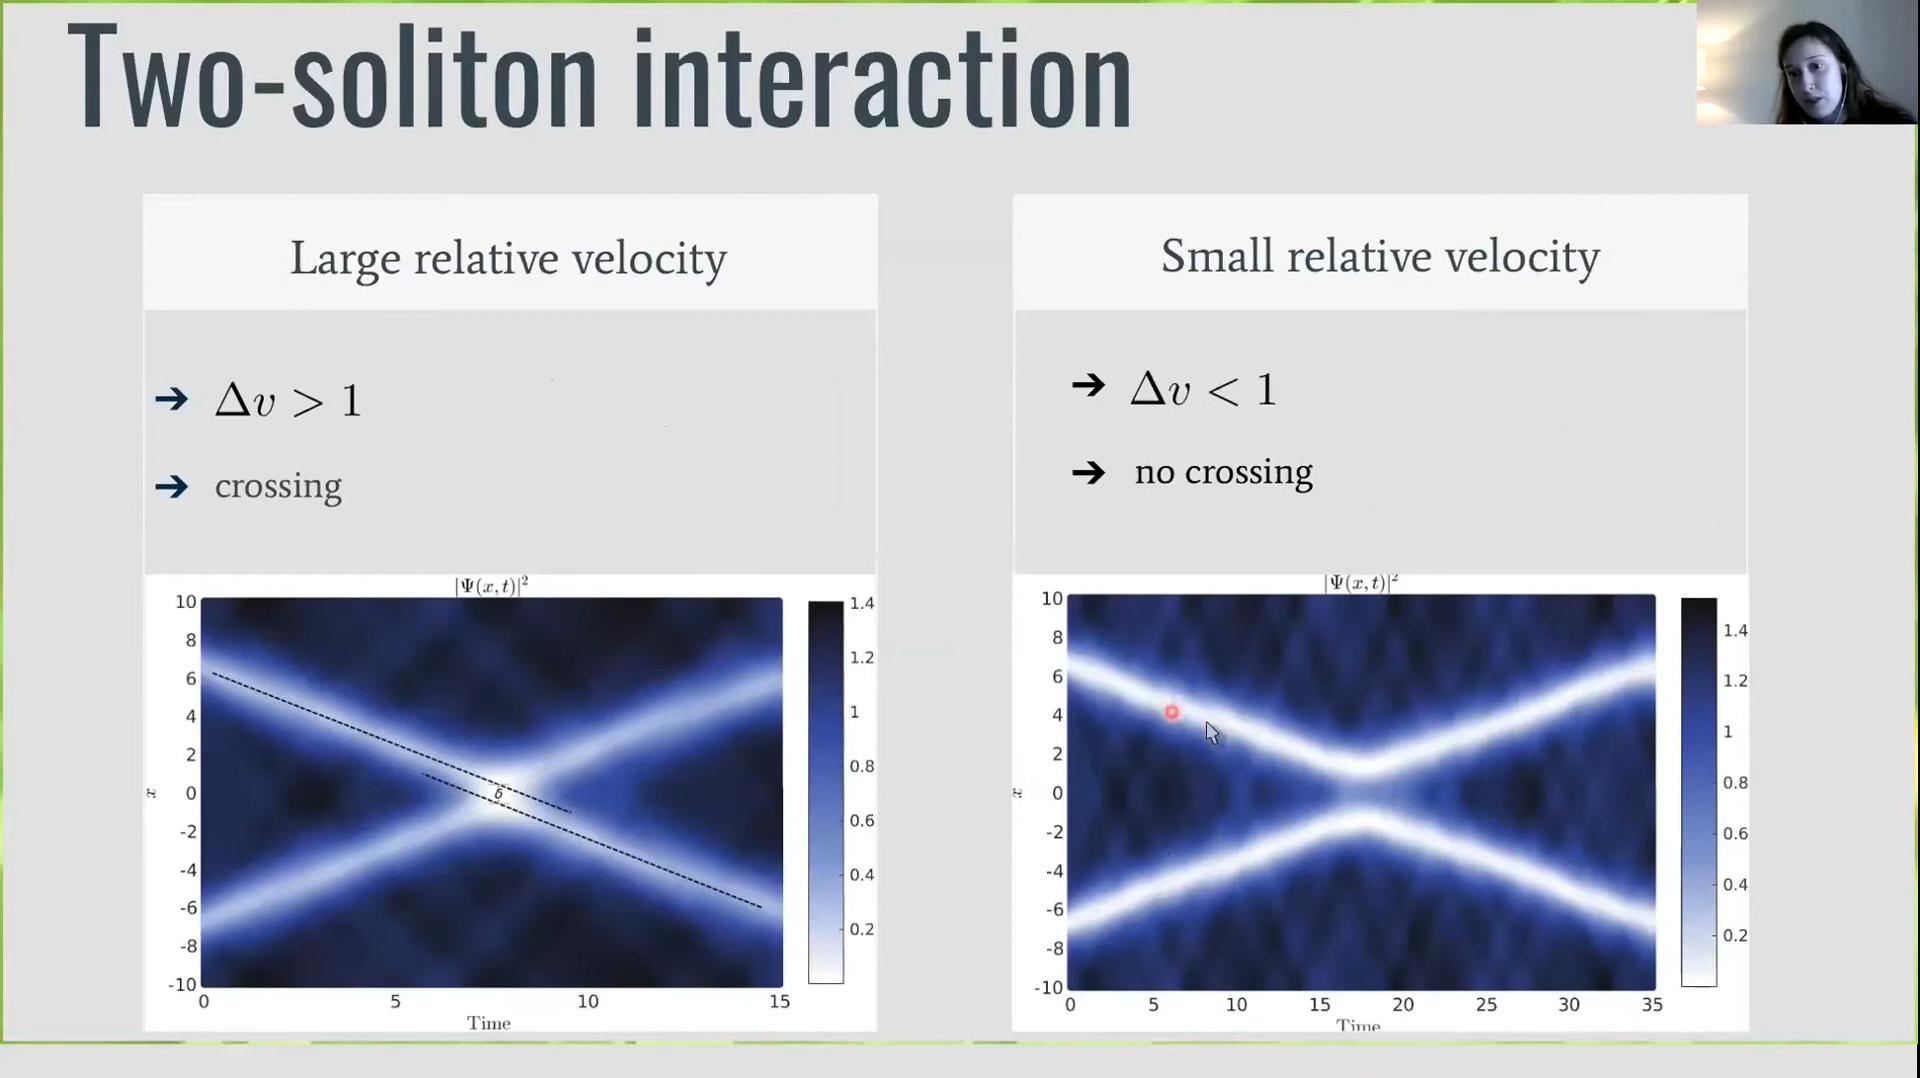 Two-soliton interaction
Large relative velocity
➔ Δv > 1
➔ crossing
|Ψ(x,t)|²
10
8
6
4
2
0
-2
-4
-6
-8
-10
x
δ
0 5 10 15
Time
1.4
1.2
1
0.8
0.6
0.4
0.2
Small relative velocity
➔ Δv < 1
➔ no crossing
|Ψ(x,t)|²
10
8
6
4
2
0
-2
-4
-6
-8
-10
x
0 5 10 15 20 25 30 35
Time
1.4
1.2
1
0.8
0.6
0.4
0.2